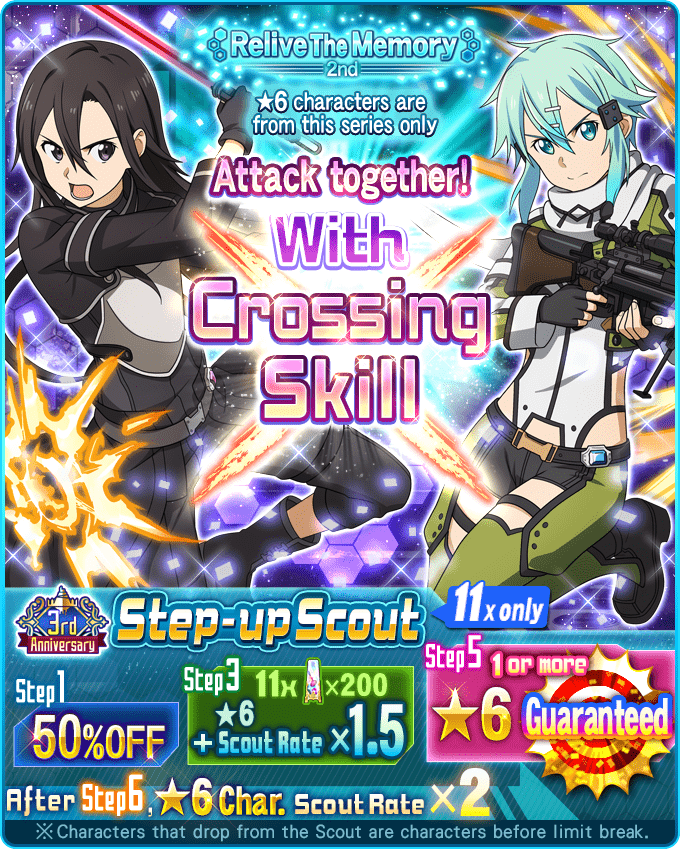 Relive The Memory
2nd
★6 characters are
from this series only
Attack together!
With
Crossing
Skill
3rd
Anniversary
Step-up Scout
11x only
Step1
50%OFF
Step3
11x ×200
★6
+ Scout Rate ×1.5
Step5
1 or more
★6 Guaranteed
After Step6, ★6 Char. Scout Rate ×2
※Characters that drop from the Scout are characters before limit break.